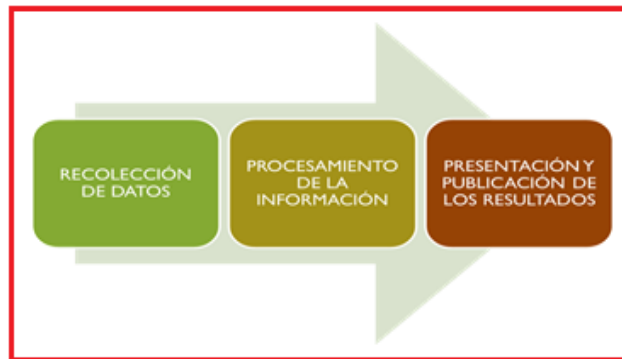 RECOLECCIÓN
DE DATOS
PROCESAMIENTO
DE LA
INFORMACIÓN
PRESENTACIÓN Y
PUBLICACIÓN DE
LOS RESULTADOS